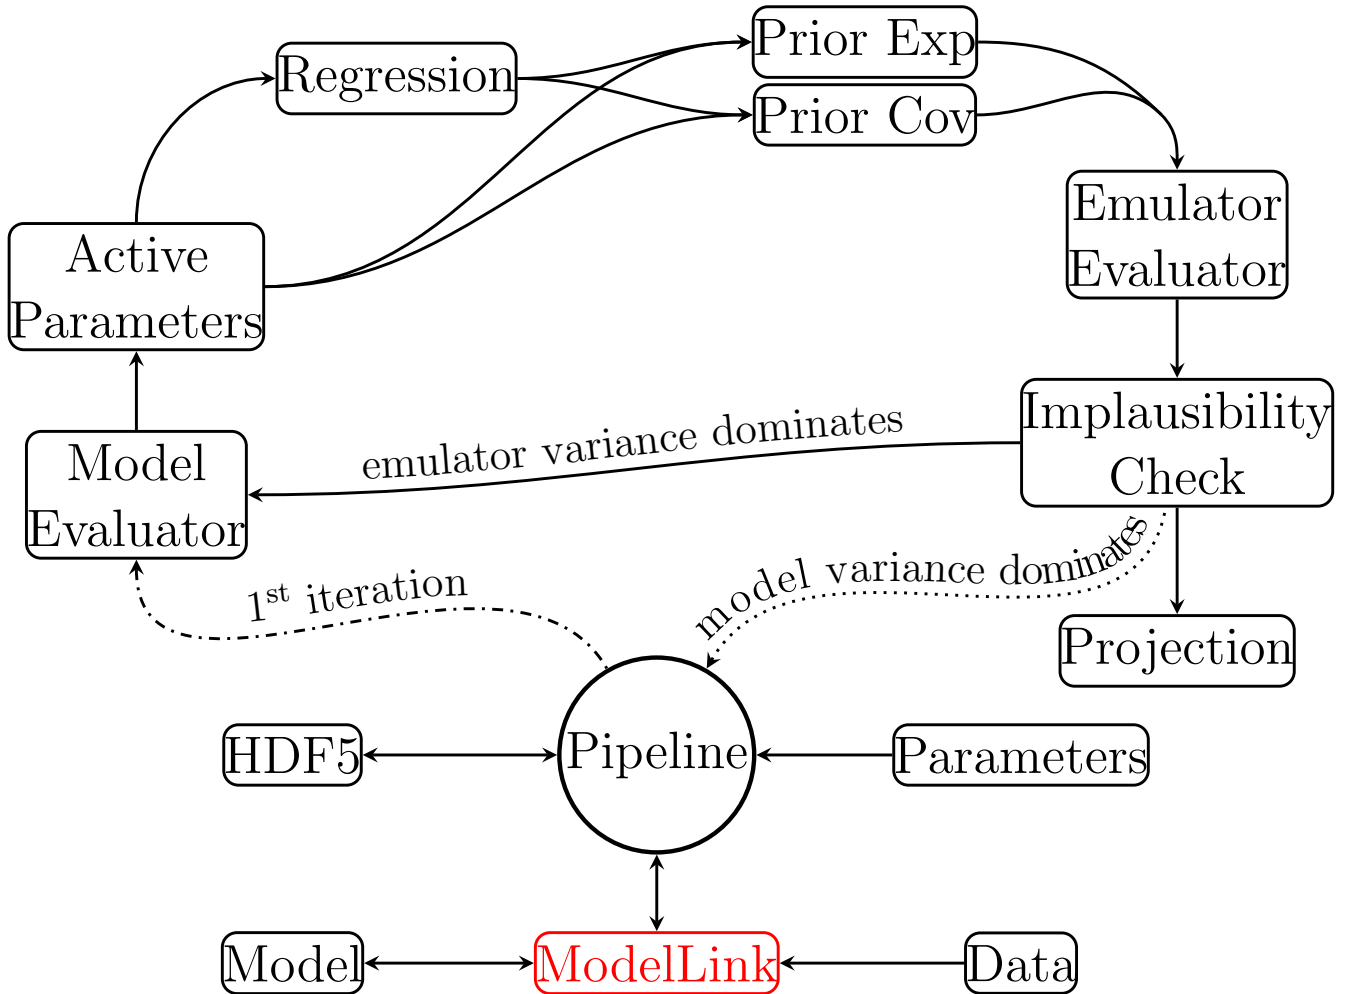 Prior Exp
Regression
Prior Cov
Emulator
Evaluator
Active
Parameters
Implausibility
Check
emulator variance dominates
Model
Evaluator
model variance dominates
1st iteration
Projection
HDF5
Pipeline
Parameters
Model
ModelLink
Data